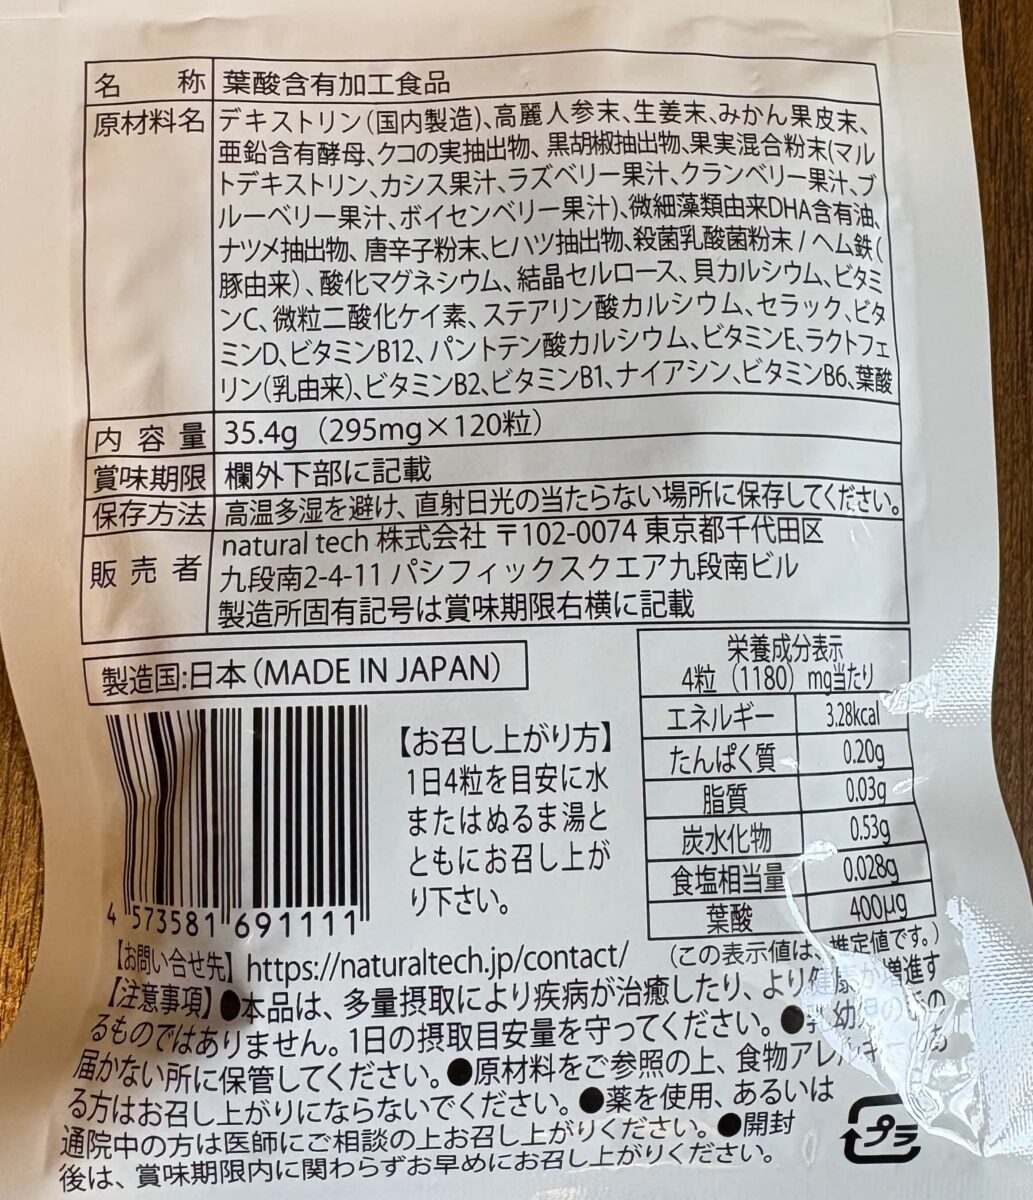 名称 葉酸含有加工食品
原材料名 デキストリン(国内製造)、高麗人参末、生姜末、みかん果皮末、
亜鉛含有酵母、クコの実抽出物、黒胡椒抽出物、果実混合粉末(マル
トデキストリン、カシス果汁、ラズベリー果汁、クランベリー果汁、ブ
ルーベリー果汁、ボイセンベリー果汁)、微細藻類由来DHA含有油、
ナツメ抽出物、唐辛子粉末、ヒハツ抽出物、殺菌乳酸菌粉末/ヘム鉄(
豚由来)、酸化マグネシウム、結晶セルロース、貝カルシウム、ビタミ
ンC、微粒二酸化ケイ素、ステアリン酸カルシウム、セラック、ビタ
ミンD、ビタミンB12、パントテン酸カルシウム、ビタミンE、ラクトフェ
リン(乳由来)、ビタミンB2、ビタミンB1、ナイアシン、ビタミンB6、葉酸
内容量 35.4g(295mg×120粒)
賞味期限 欄外下部に記載
保存方法 高温多湿を避け、直射日光の当たらない場所に保存してください。
販売者 natural tech 株式会社 〒102-0074 東京都千代田区
九段南2-4-11 パシフィックスクエア九段南ビル
製造所固有記号は賞味期限右横に記載
製造国:日本(MADE IN JAPAN)
栄養成分表示
4粒(1180)mg当たり
エネルギー 3.28kcal
たんぱく質 0.20g
脂質 0.03g
炭水化物 0.53g
食塩相当量 0.028g
葉酸 400μg
(この表示値は、推定値です。)
【お召し上がり方】
1日4粒を目安に水
またはぬるま湯と
ともにお召し上が
り下さい。
4 573581 691111
【お問い合せ先】https://naturaltech.jp/contact/
【注意事項】●本品は、多量摂取により疾病が治癒したり、より健康が増進す
るものではありません。1日の摂取目安量を守ってください。●乳幼児の手の
届かない所に保管してください。●原材料をご参照の上、食物アレルギーのあ
る方はお召し上がりにならないでください。●薬を使用、あるいは
通院中の方は医師にご相談の上お召し上がりください。●開封
後は、賞味期限内に関わらずお早めにお召し上がりください。
プラ